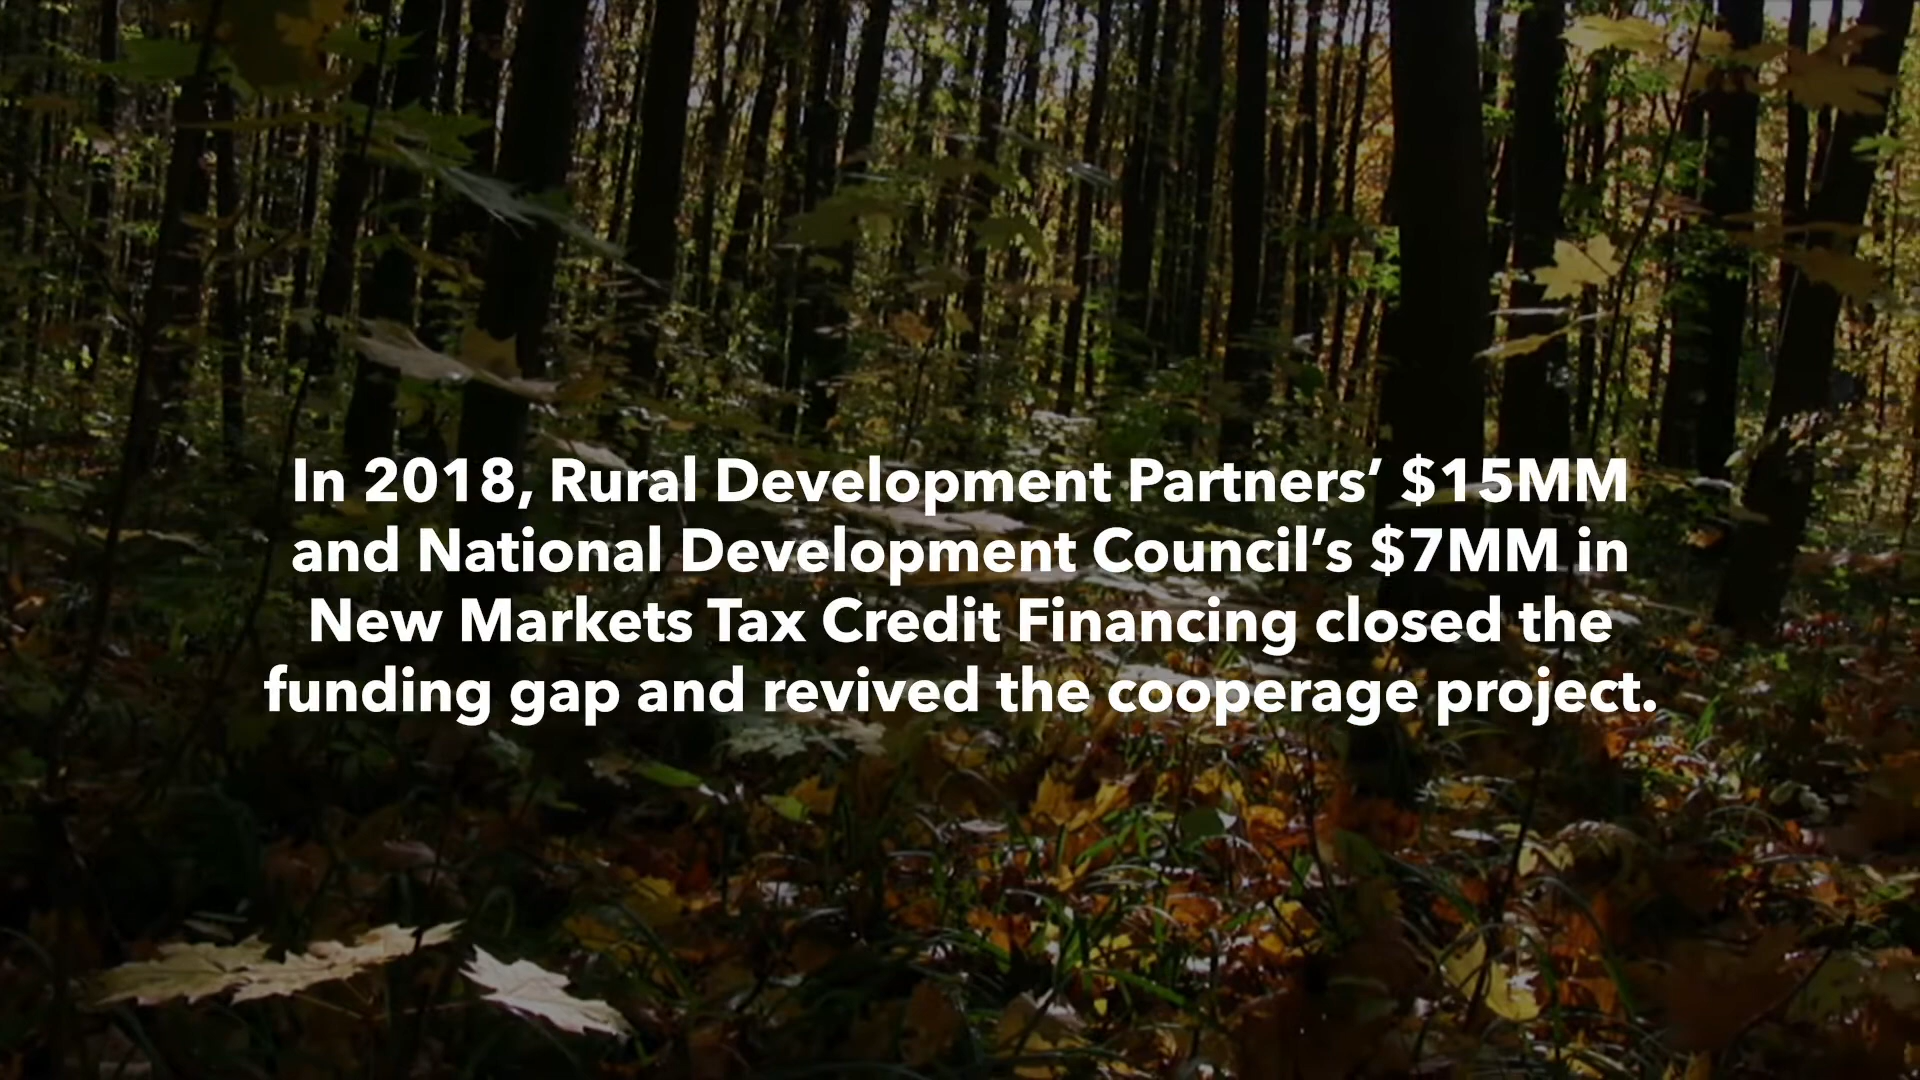 In 2018, Rural Development Partners’ $15MM
and National Development Council’s $7MM in
New Markets Tax Credit Financing closed the
funding gap and revived the cooperage project.